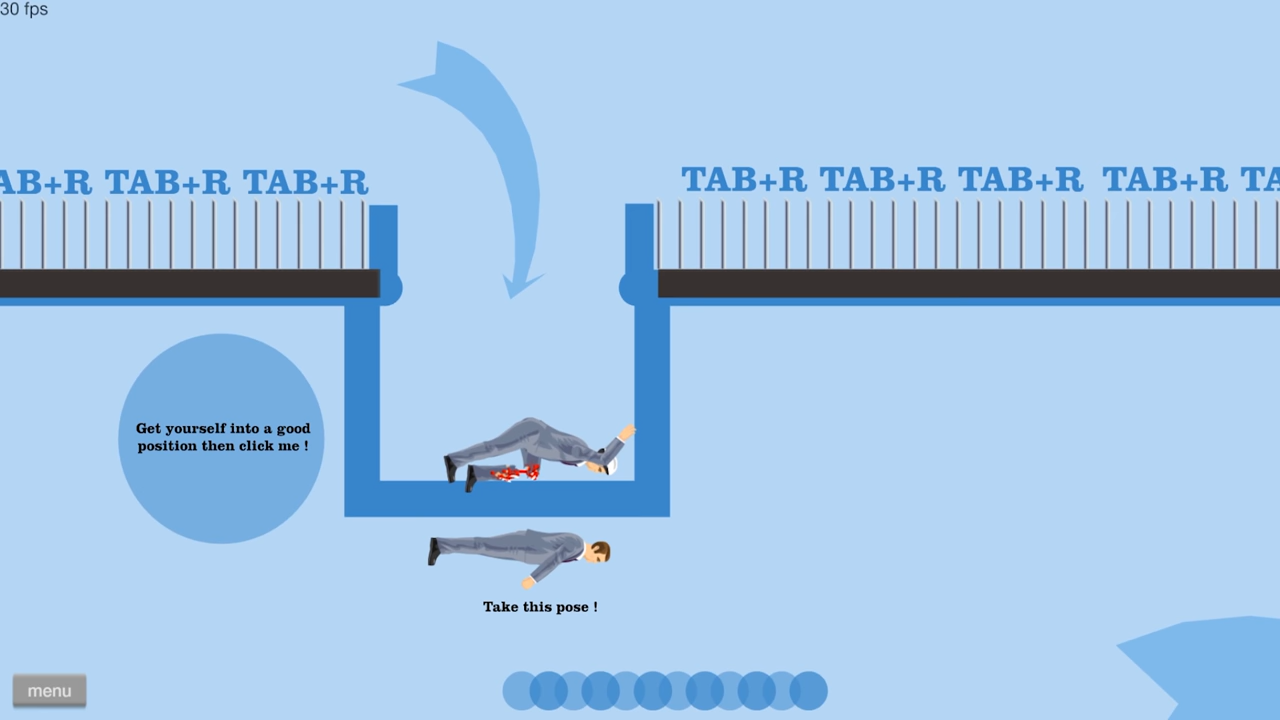 30 fps
AB+R TAB+R TAB+R
TAB+R TAB+R TAB+R TAB+R TA
Get yourself into a good
position then click me !
Take this pose !
menu